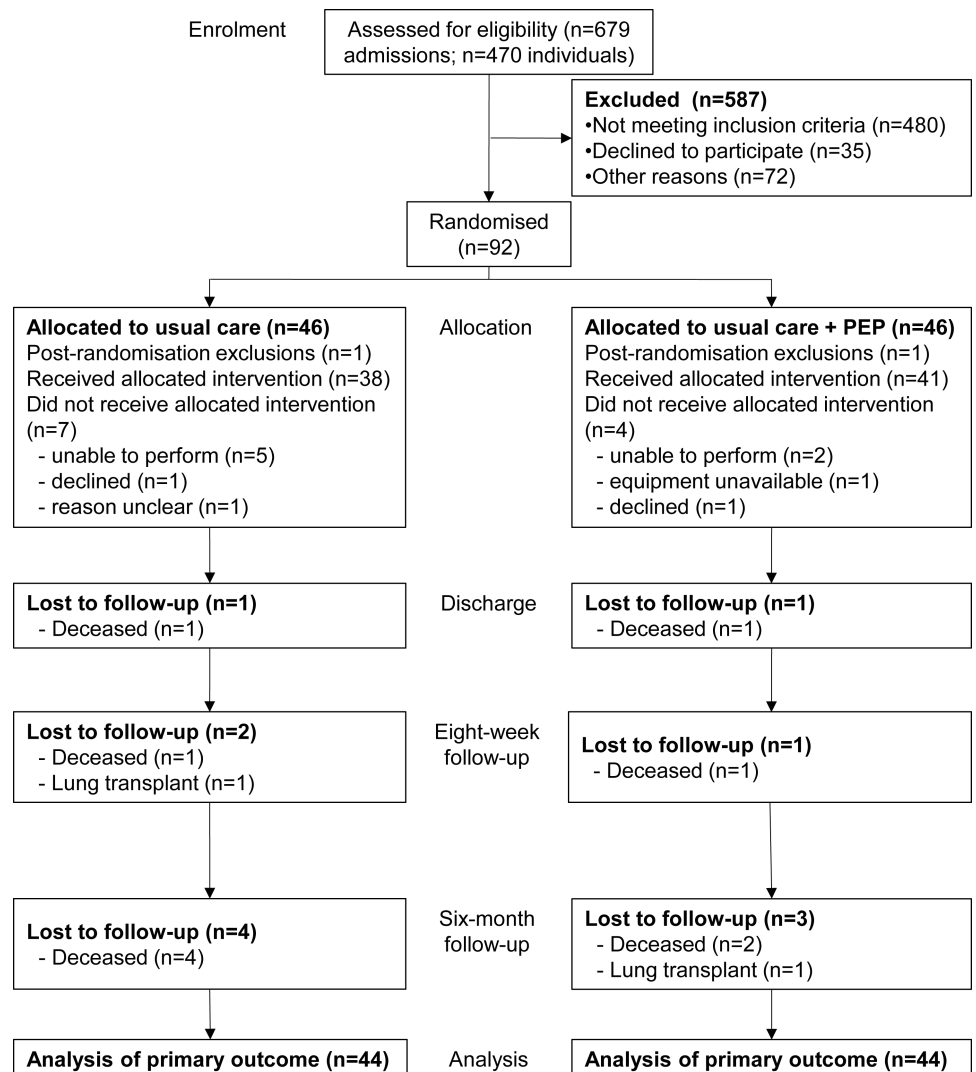 Enrolment
Assessed for eligibility (n=679
admissions; n=470 individuals)
Excluded (n=587)
•Not meeting inclusion criteria (n=480)
•Declined to participate (n=35)
•Other reasons (n=72)
Randomised
(n=92)
Allocated to usual care (n=46)
Post-randomisation exclusions (n=1)
Received allocated intervention (n=38)
Did not receive allocated intervention
(n=7)
- unable to perform (n=5)
- declined (n=1)
- reason unclear (n=1)
Allocation
Allocated to usual care + PEP (n=46)
Post-randomisation exclusions (n=1)
Received allocated intervention (n=41)
Did not receive allocated intervention
(n=4)
- unable to perform (n=2)
- equipment unavailable (n=1)
- declined (n=1)
Lost to follow-up (n=1)
- Deceased (n=1)
Discharge
Lost to follow-up (n=1)
- Deceased (n=1)
Lost to follow-up (n=2)
- Deceased (n=1)
- Lung transplant (n=1)
Eight-week
follow-up
Lost to follow-up (n=1)
- Deceased (n=1)
Lost to follow-up (n=4)
- Deceased (n=4)
Six-month
follow-up
Lost to follow-up (n=3)
- Deceased (n=2)
- Lung transplant (n=1)
Analysis of primary outcome (n=44)
Analysis
Analysis of primary outcome (n=44)